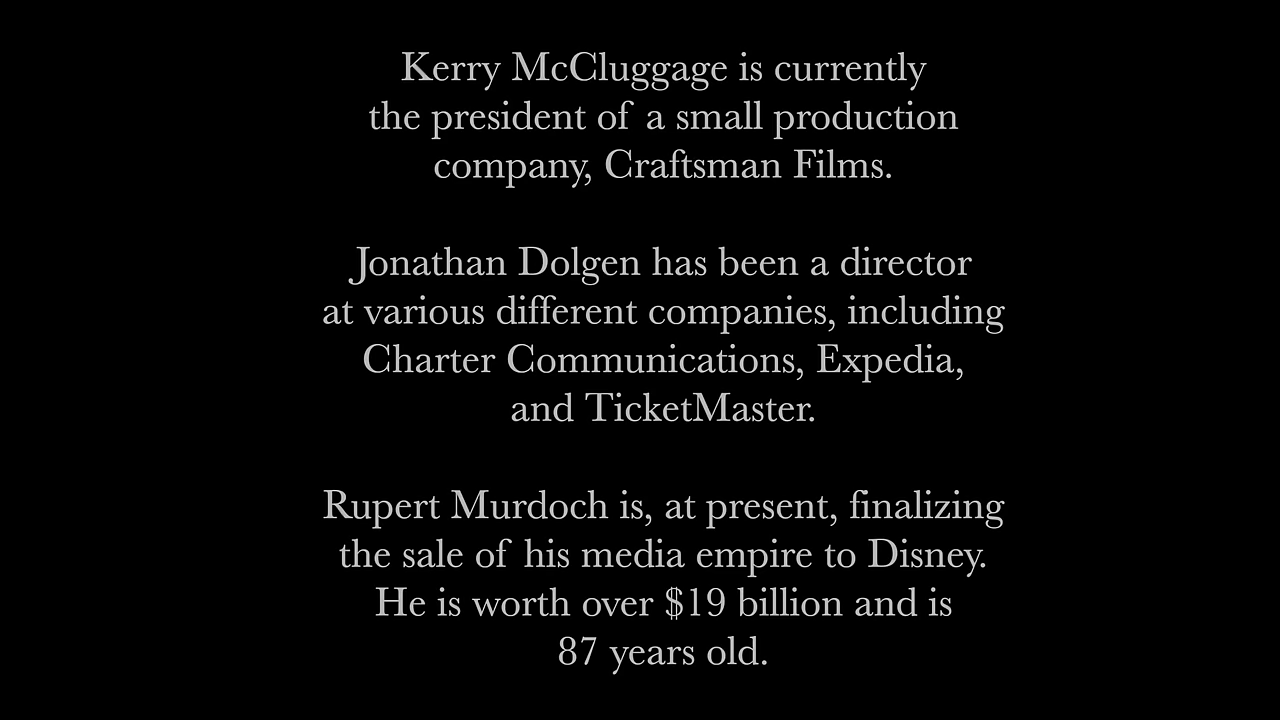 Kerry McCluggage is currently
the president of a small production
company, Craftsman Films.
Jonathan Dolgen has been a director
at various different companies, including
Charter Communications, Expedia,
and TicketMaster.
Rupert Murdoch is, at present, finalizing
the sale of his media empire to Disney.
He is worth over $19 billion and is
87 years old.